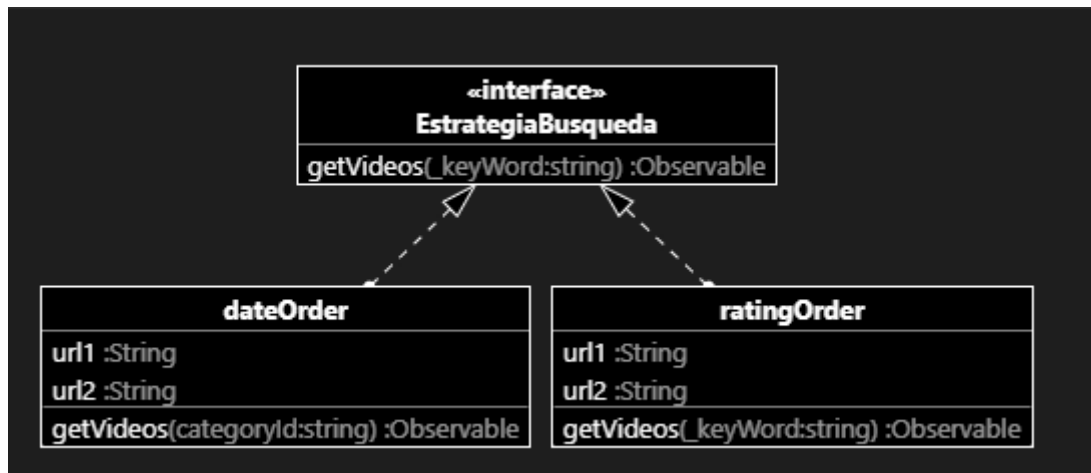 «interface»
EstrategiaBusqueda
getVideos(_keyWord:string) :Observable
dateOrder
url1 :String
url2 :String
getVideos(categoryId:string) :Observable
ratingOrder
url1 :String
url2 :String
getVideos(_keyWord:string) :Observable